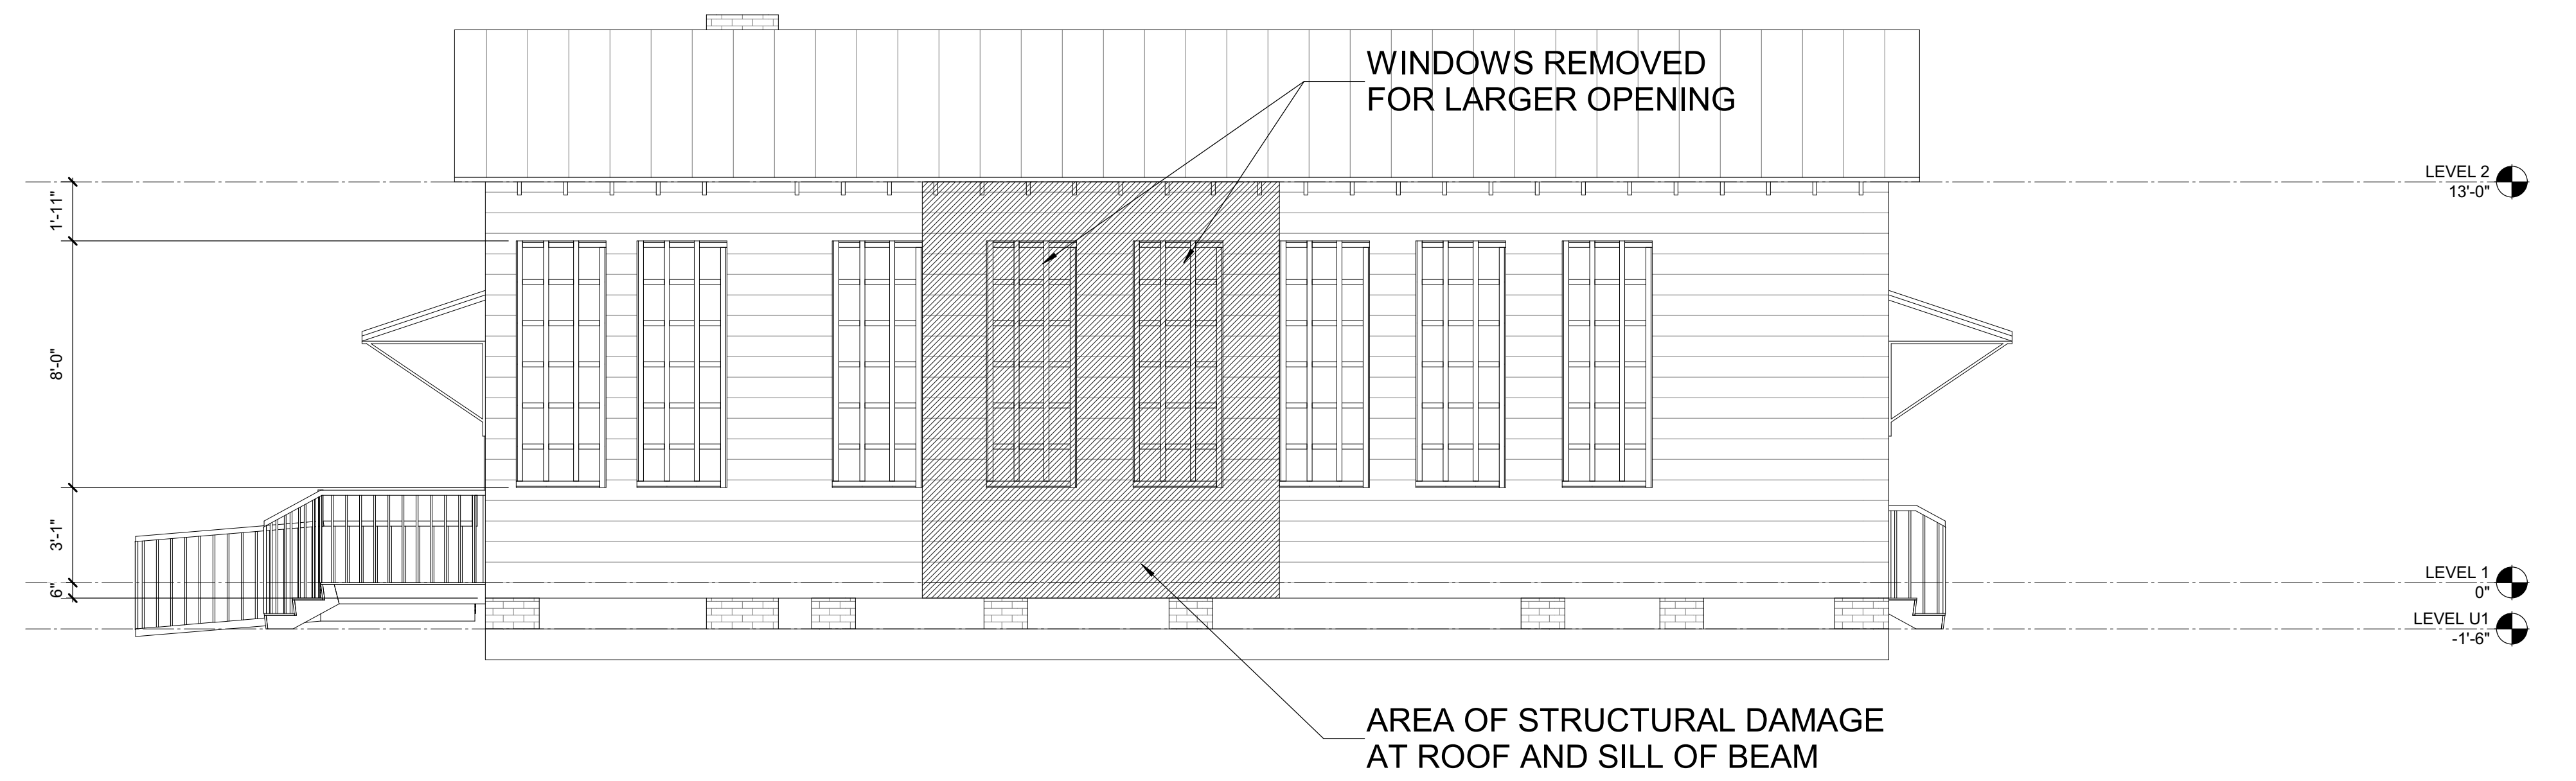 WINDOWS REMOVED
FOR LARGER OPENING
LEVEL 2
13'-0"
1'-11"
8'-0"
3'-1"
6"
LEVEL 1
0"
LEVEL U1
-1'-6"
AREA OF STRUCTURAL DAMAGE
AT ROOF AND SILL OF BEAM